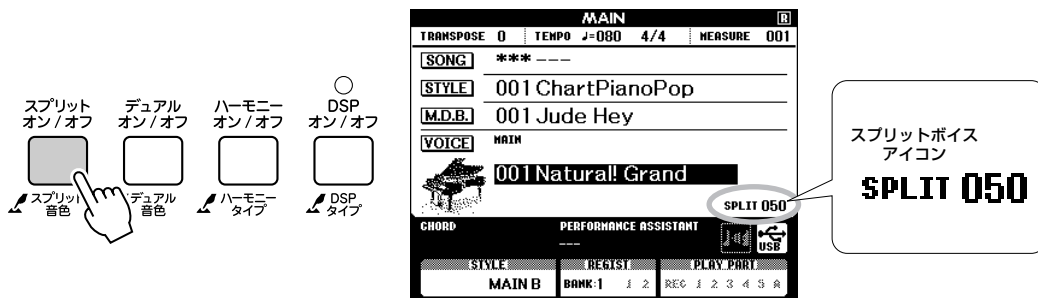 スプリット
オン / オフ
デュアル
オン / オフ
ハーモニー
オン / オフ
DSP
オン / オフ
スプリット
音色
デュアル
音色
ハーモニー
タイプ
DSP
タイプ
MAIN R
TRANSPOSE 0 TEMPO ♩=080 4/4 MEASURE 001
SONG *** ---
STYLE 001 ChartPianoPop
M.D.B. 001 Jude Hey
VOICE MAIN
001 Natural! Grand
SPLIT 050
CHORD PERFORMANCE ASSISTANT
---
USB
STYLE REGIST PLAY PART
MAIN B BANK:1 1 2 REC 1 2 3 4 5 A
スプリットボイス
アイコン
SPLIT 050